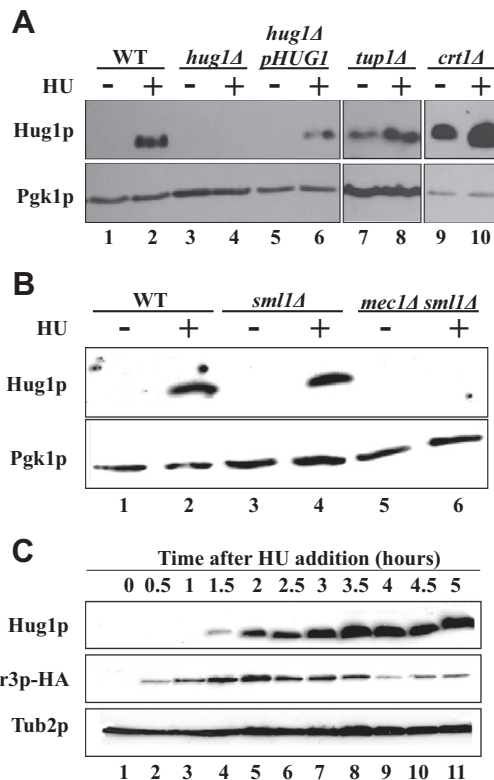 A
WT hug1Δ hug1Δ pHUG1 tup1Δ crt1Δ
HU - + - + - + - + - +
Hug1p
Pgk1p
1 2 3 4 5 6 7 8 9 10
B
WT sml1Δ mec1Δ sml1Δ
HU - + - + - +
Hug1p
Pgk1p
1 2 3 4 5 6
C
Time after HU addition (hours)
0 0.5 1 1.5 2 2.5 3 3.5 4 4.5 5
Hug1p
r3p-HA
Tub2p
1 2 3 4 5 6 7 8 9 10 11